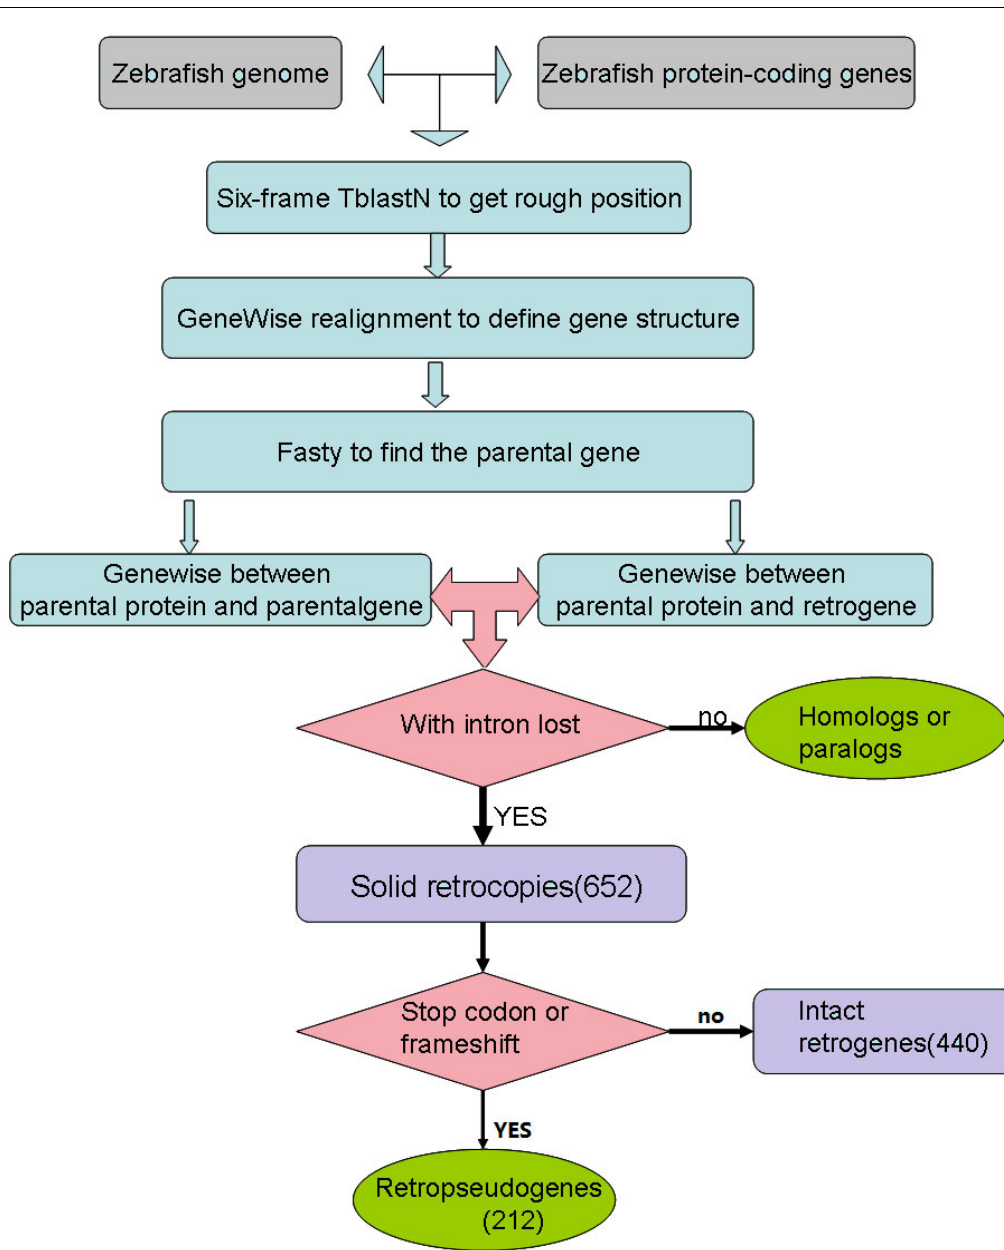 Zebrafish genome
Zebrafish protein-coding genes
Six-frame TblastN to get rough position
GeneWise realignment to define gene structure
Fasty to find the parental gene
Genewise between
parental protein and parentalgene
Genewise between
parental protein and retrogene
With intron lost
no
Homologs or
paralogs
YES
Solid retrocopies(652)
Stop codon or
frameshift
no
Intact
retrogenes(440)
YES
Retropseudogenes
(212)